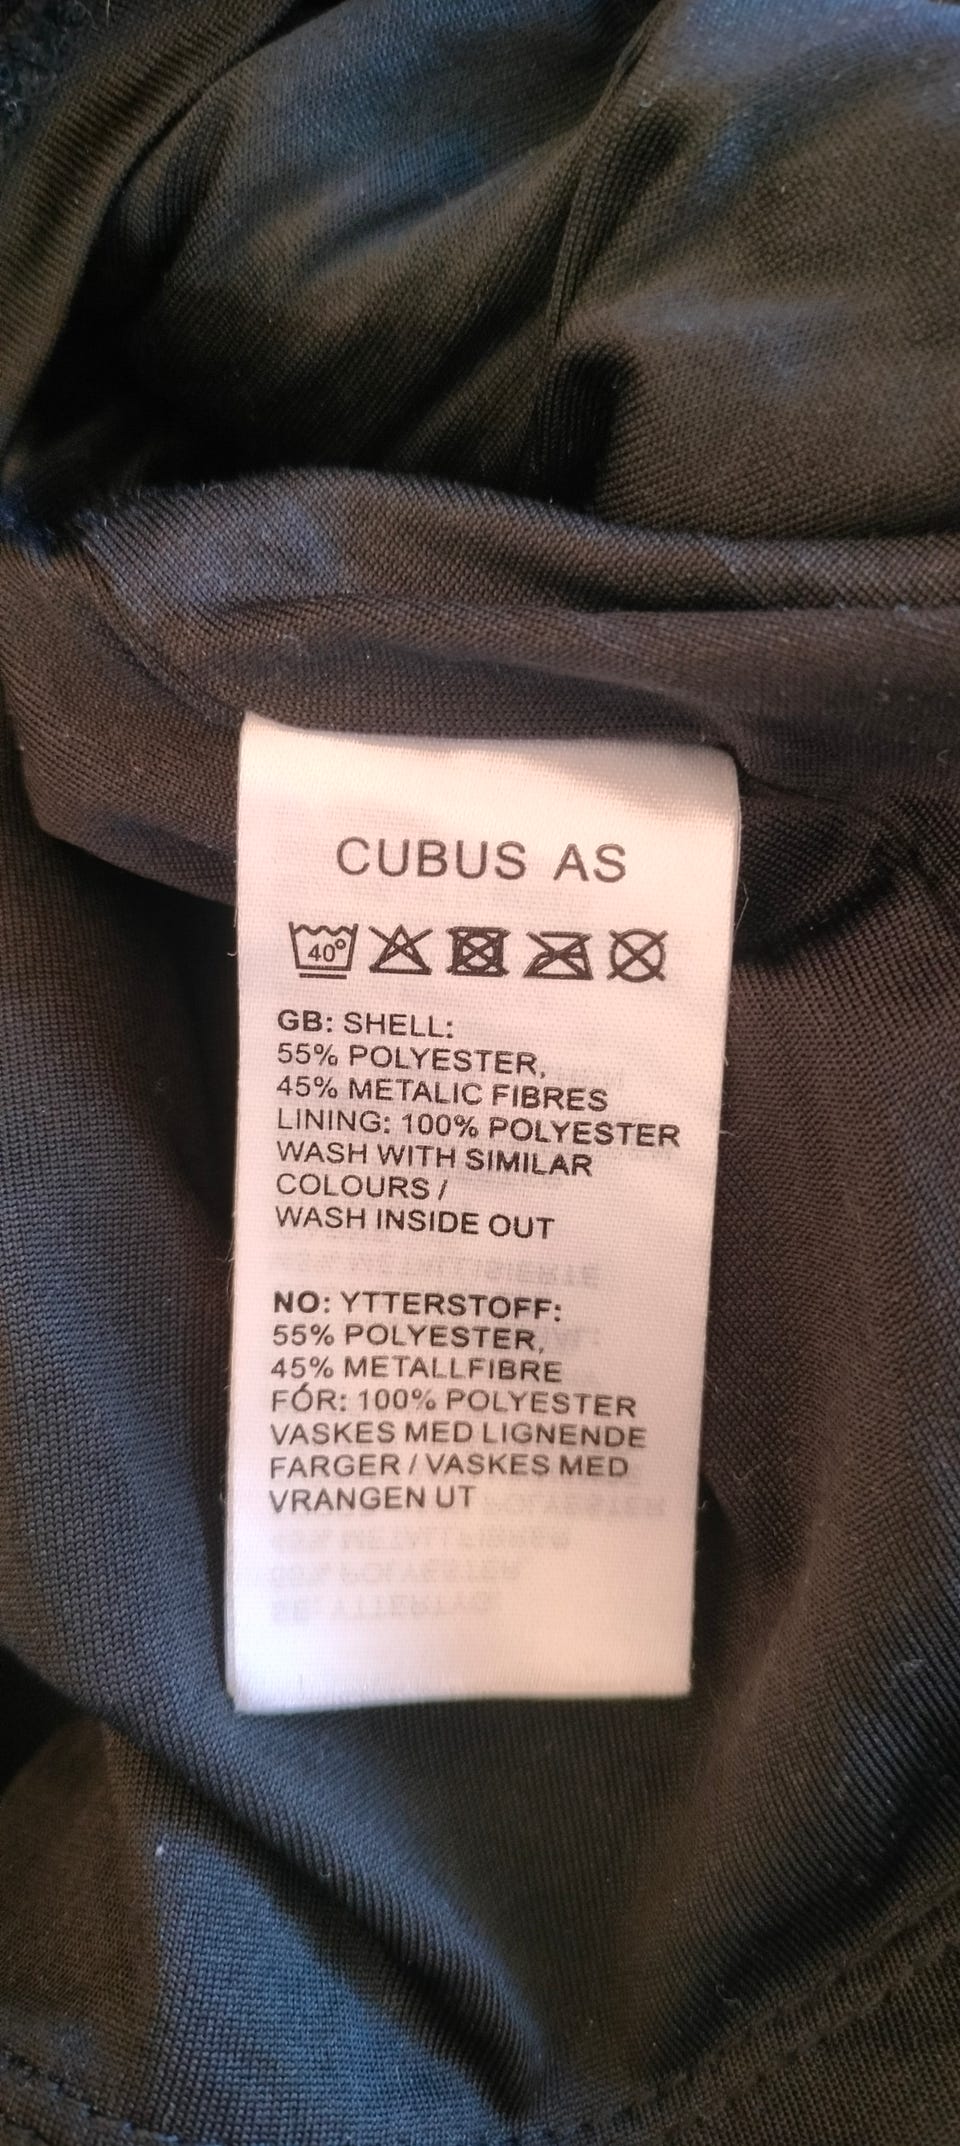 CUBUS AS
40°
GB: SHELL:
55% POLYESTER,
45% METALIC FIBRES
LINING: 100% POLYESTER
WASH WITH SIMILAR
COLOURS /
WASH INSIDE OUT
NO: YTTERSTOFF:
55% POLYESTER,
45% METALLFIBRE
FÓR: 100% POLYESTER
VASKES MED LIGNENDE
FARGER / VASKES MED
VRANGEN UT